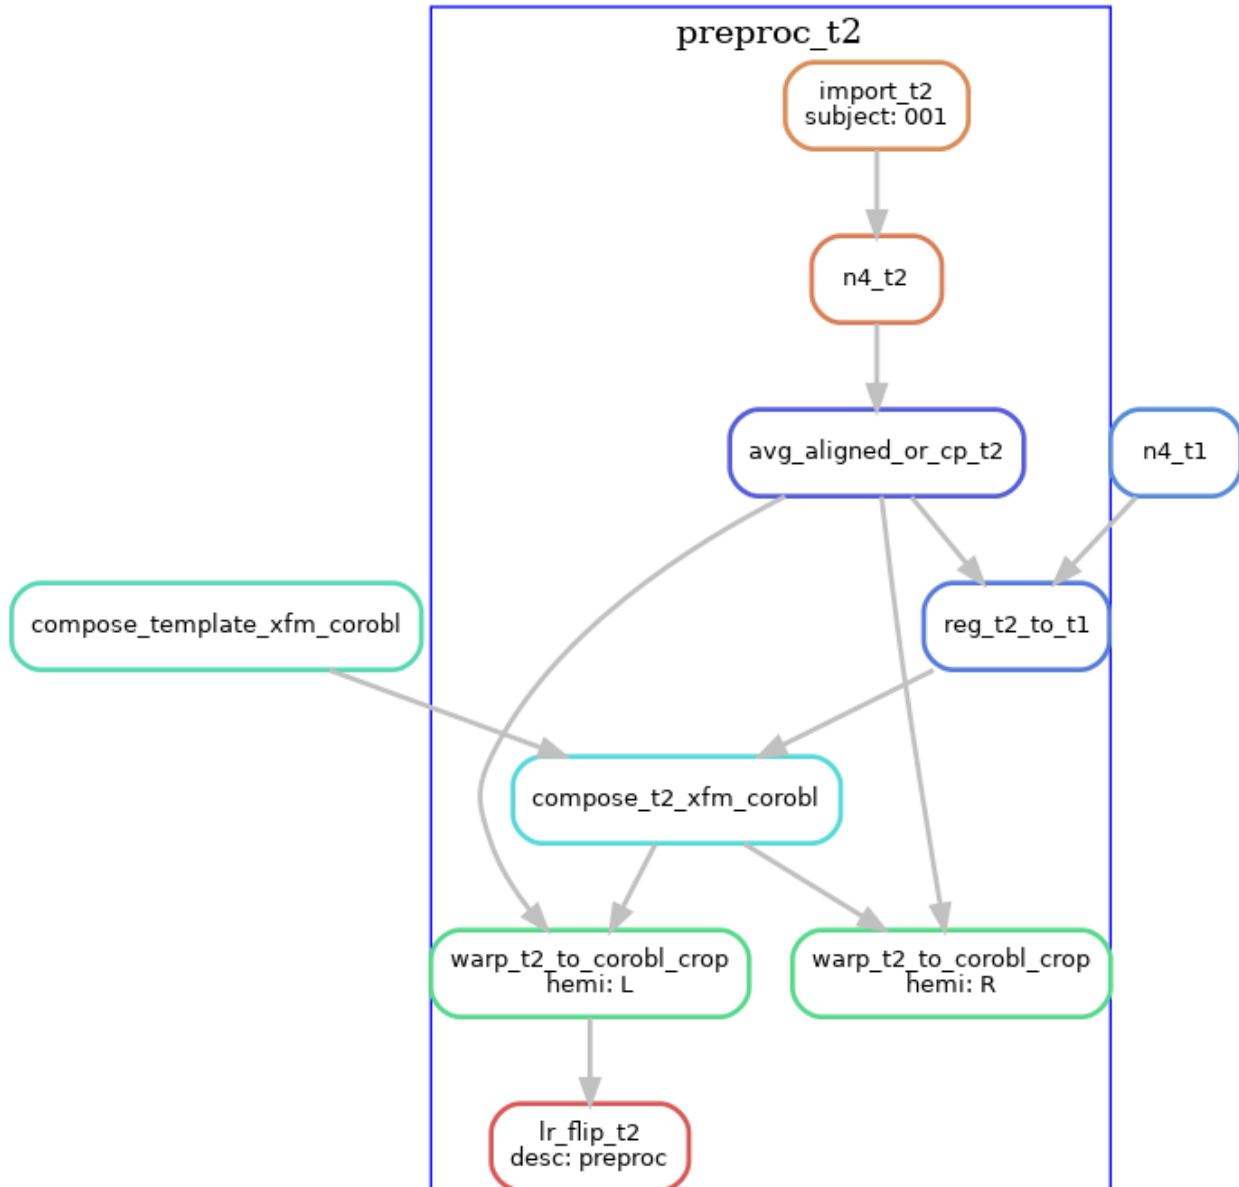 preproc_t2
import_t2
subject: 001
n4_t2
avg_aligned_or_cp_t2
n4_t1
compose_template_xfm_corobl
reg_t2_to_t1
compose_t2_xfm_corobl
warp_t2_to_corobl_crop
hemi: L
warp_t2_to_corobl_crop
hemi: R
lr_flip_t2
desc: preproc